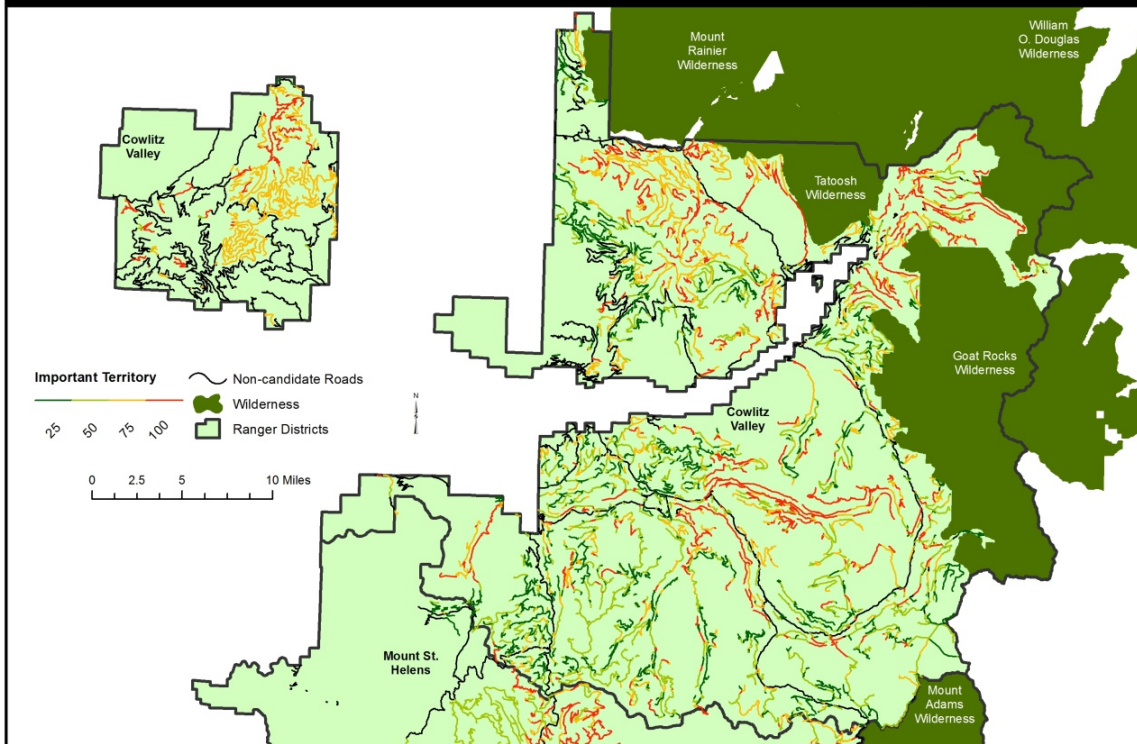 Mount
Rainier
Wilderness
William
O. Douglas
Wilderness
Cowlitz
Valley
Tatoosh
Wilderness
Goat Rocks
Wilderness
Important Territory
25 50 75 100
Non-candidate Roads
Wilderness
Ranger Districts
N
0 2.5 5 10 Miles
Cowlitz
Valley
Mount St.
Helens
Mount
Adams
Wilderness